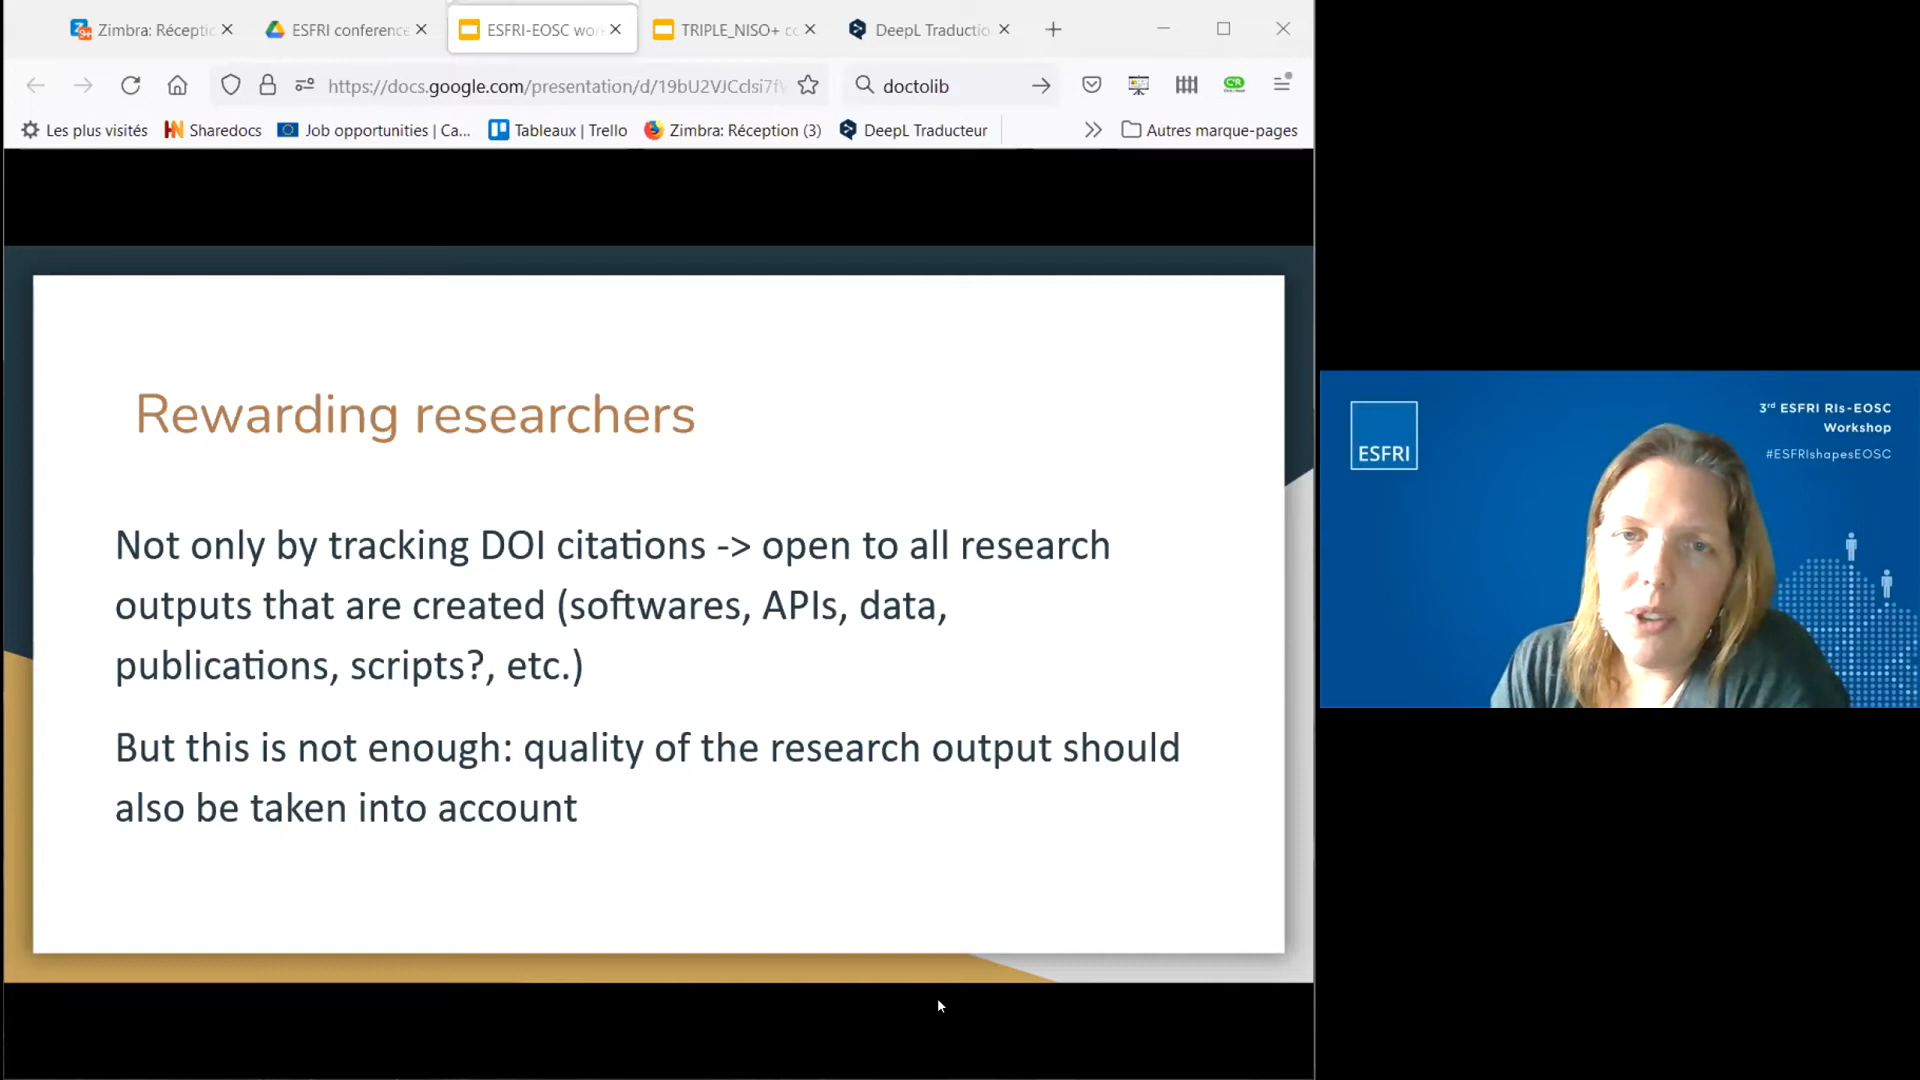 Zimbra: Réceptic
ESFRI conference
ESFRI-EOSC wor
TRIPLE_NISO+ cc
DeepL Traductio
https://docs.google.com/presentation/d/19bU2VJCclsi7f
doctolib
Les plus visités
Sharedocs
Job opportunities | Ca...
Tableaux | Trello
Zimbra: Réception (3)
DeepL Traducteur
Autres marque-pages
Rewarding researchers
Not only by tracking DOI citations -> open to all research
outputs that are created (softwares, APIs, data,
publications, scripts?, etc.)
But this is not enough: quality of the research output should
also be taken into account
ESFRI
3rd ESFRI RIs-EOSC
Workshop
#ESFRIshapesEOSC